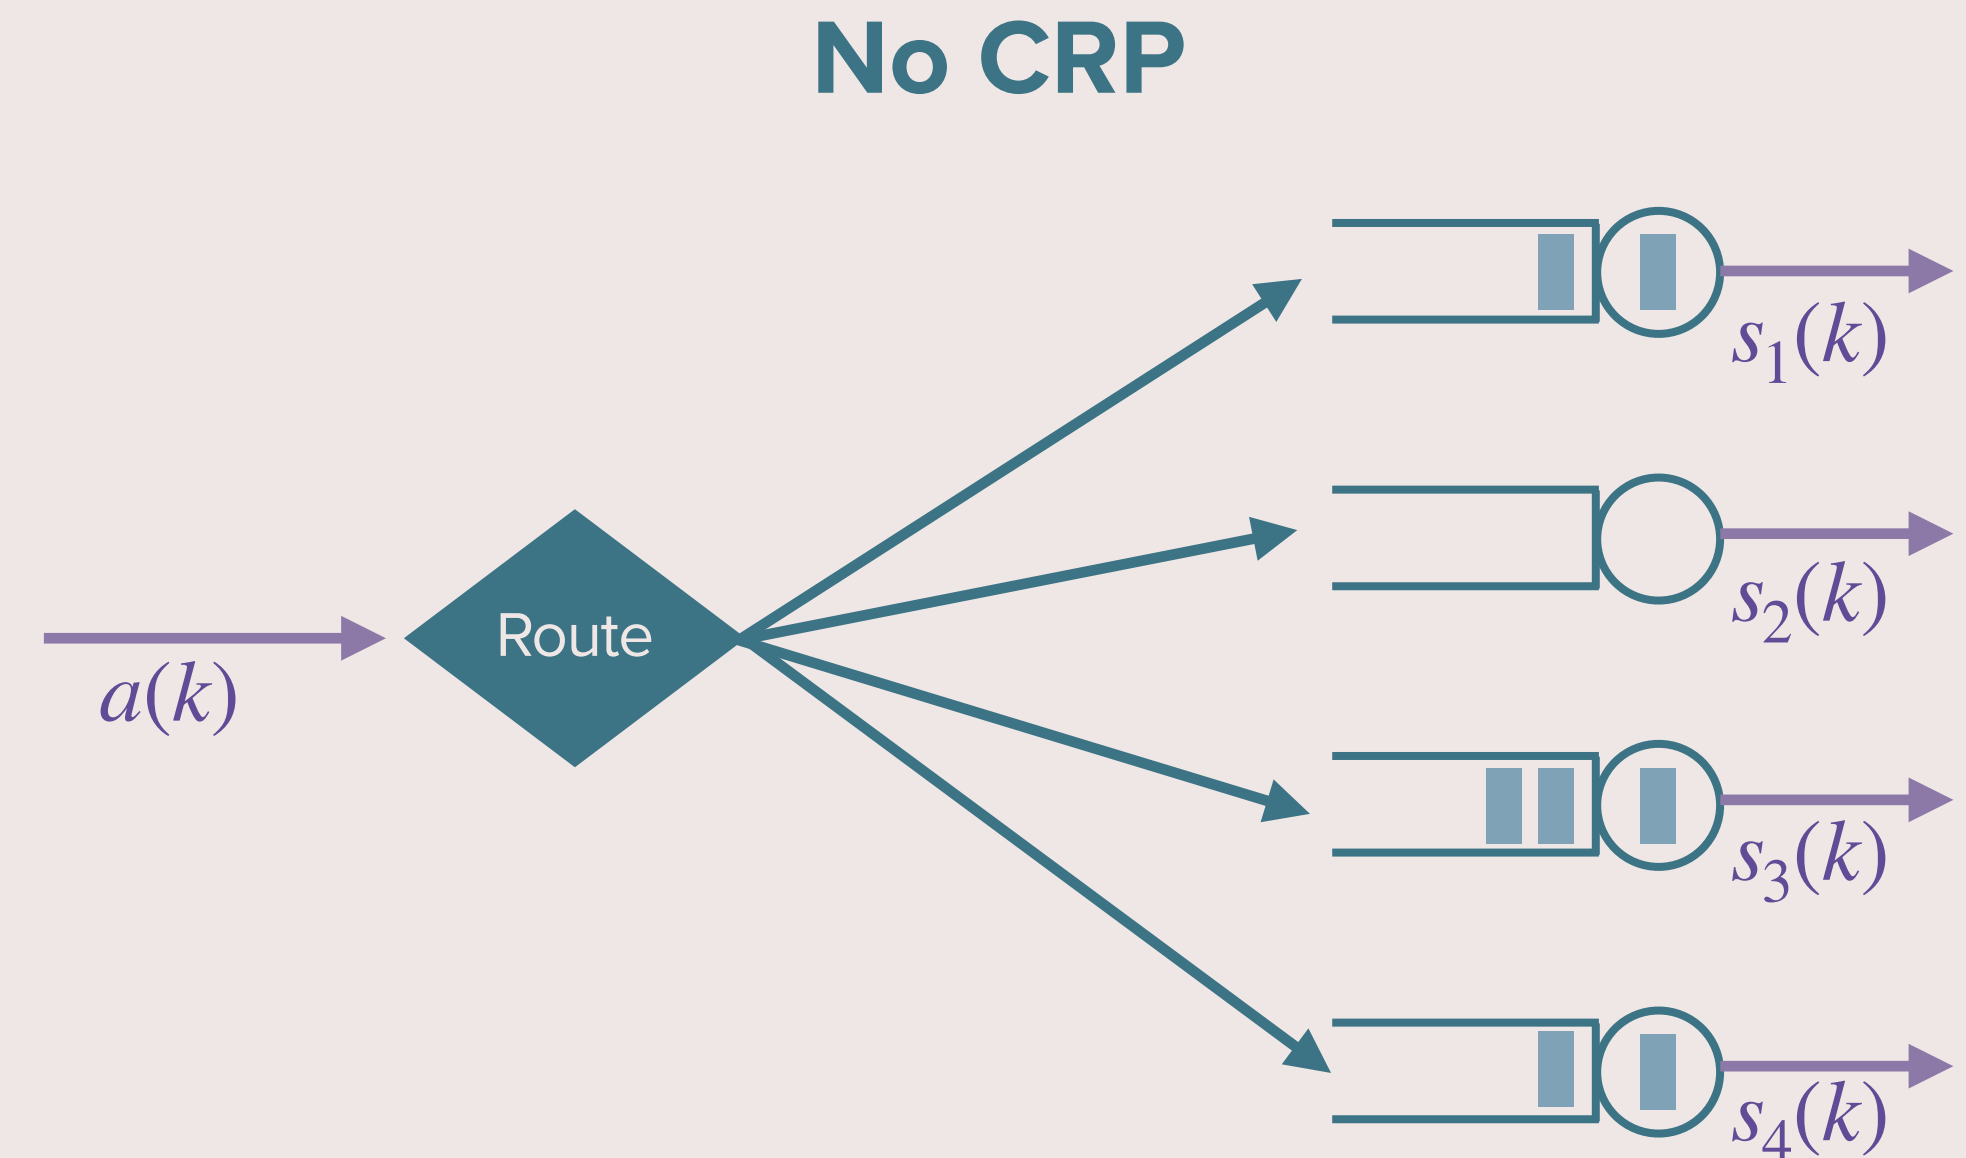 No CRP
s₁(k)
s₂(k)
Route
a(k)
s₃(k)
s₄(k)